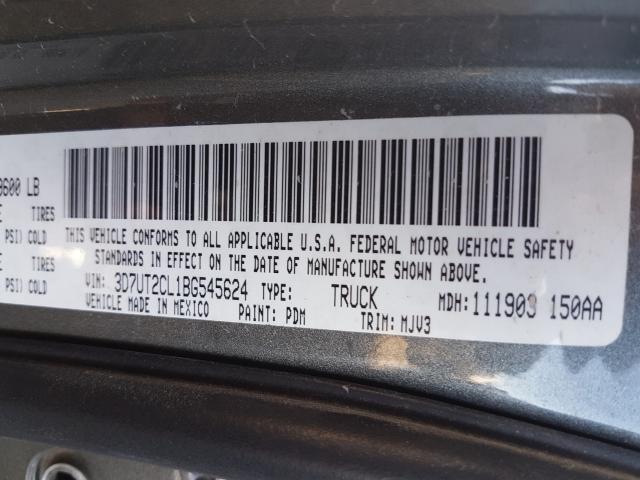 9600 LB
TIRES
PSI) COLD
THIS VEHICLE CONFORMS TO ALL APPLICABLE U.S.A. FEDERAL MOTOR VEHICLE SAFETY
STANDARDS IN EFFECT ON THE DATE OF MANUFACTURE SHOWN ABOVE.
TIRES
PSI) COLD
VIN: 3D7UT2CL1BG545624 TYPE: TRUCK MDH:111903 150AA
VEHICLE MADE IN MEXICO PAINT: PDM TRIM: MJV3